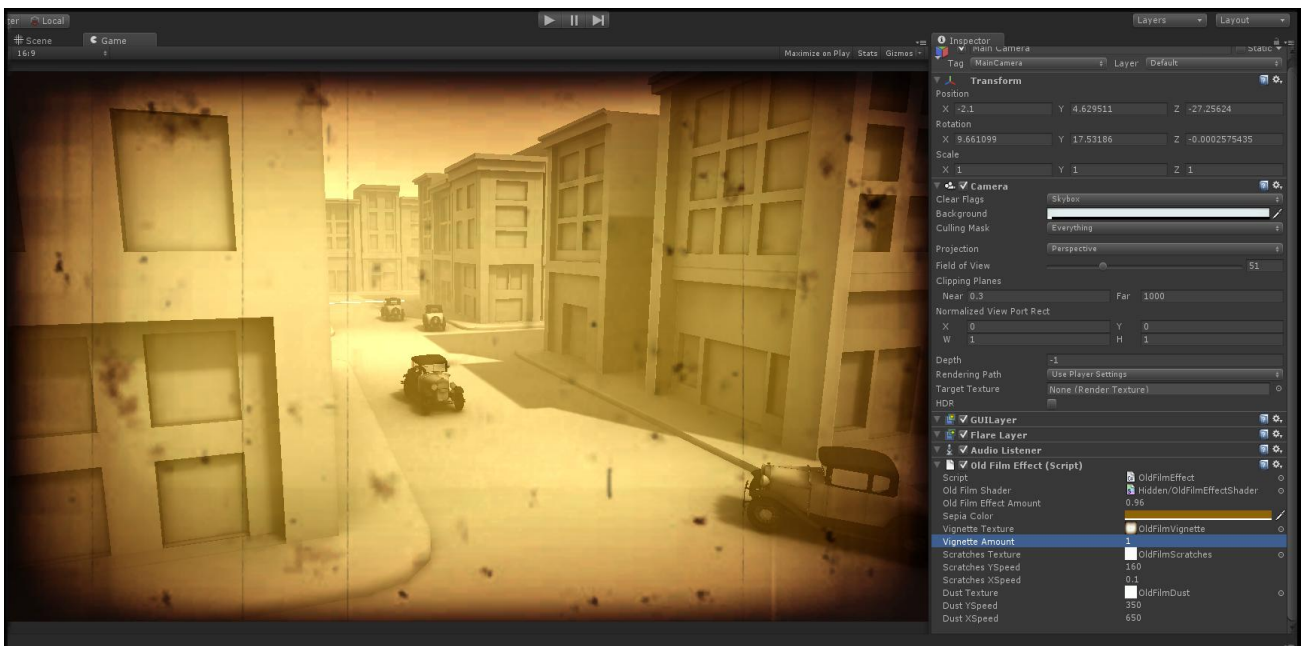 Local
Layers
Layout
Scene
Game
16:9
Maximize on Play Stats Gizmos
Inspector
Main Camera
Static
Tag MainCamera Layer Default
Transform
Position
X -2.1 Y 4.629511 Z -27.25624
Rotation
X 9.661099 Y 17.53186 Z -0.0002575435
Scale
X 1 Y 1 Z 1
Camera
Clear Flags Skybox
Background
Culling Mask Everything
Projection Perspective
Field of View 51
Clipping Planes
Near 0.3 Far 1000
Normalized View Port Rect
X 0 Y 0
W 1 H 1
Depth -1
Rendering Path Use Player Settings
Target Texture None (Render Texture)
HDR
GUILayer
Flare Layer
Audio Listener
Old Film Effect (Script)
Script OldFilmEffect
Old Film Shader Hidden/OldFilmEffectShader
Old Film Effect Amount 0.96
Sepia Color
Vignette Texture OldFilmVignette
Vignette Amount 1
Scratches Texture OldFilmScratches
Scratches YSpeed 160
Scratches XSpeed 0.1
Dust Texture OldFilmDust
Dust YSpeed 350
Dust XSpeed 650